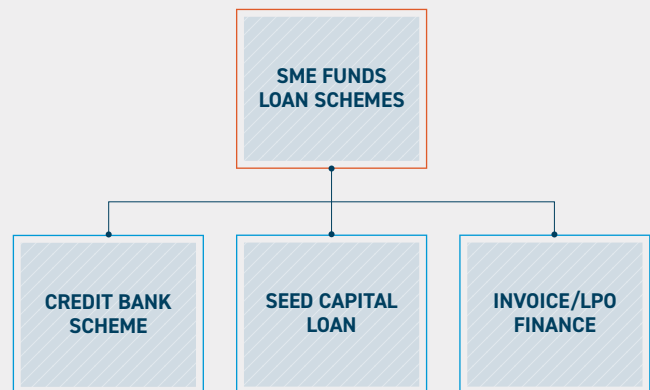 SME FUNDS
LOAN SCHEMES
CREDIT BANK
SCHEME
SEED CAPITAL
LOAN
INVOICE/LPO
FINANCE